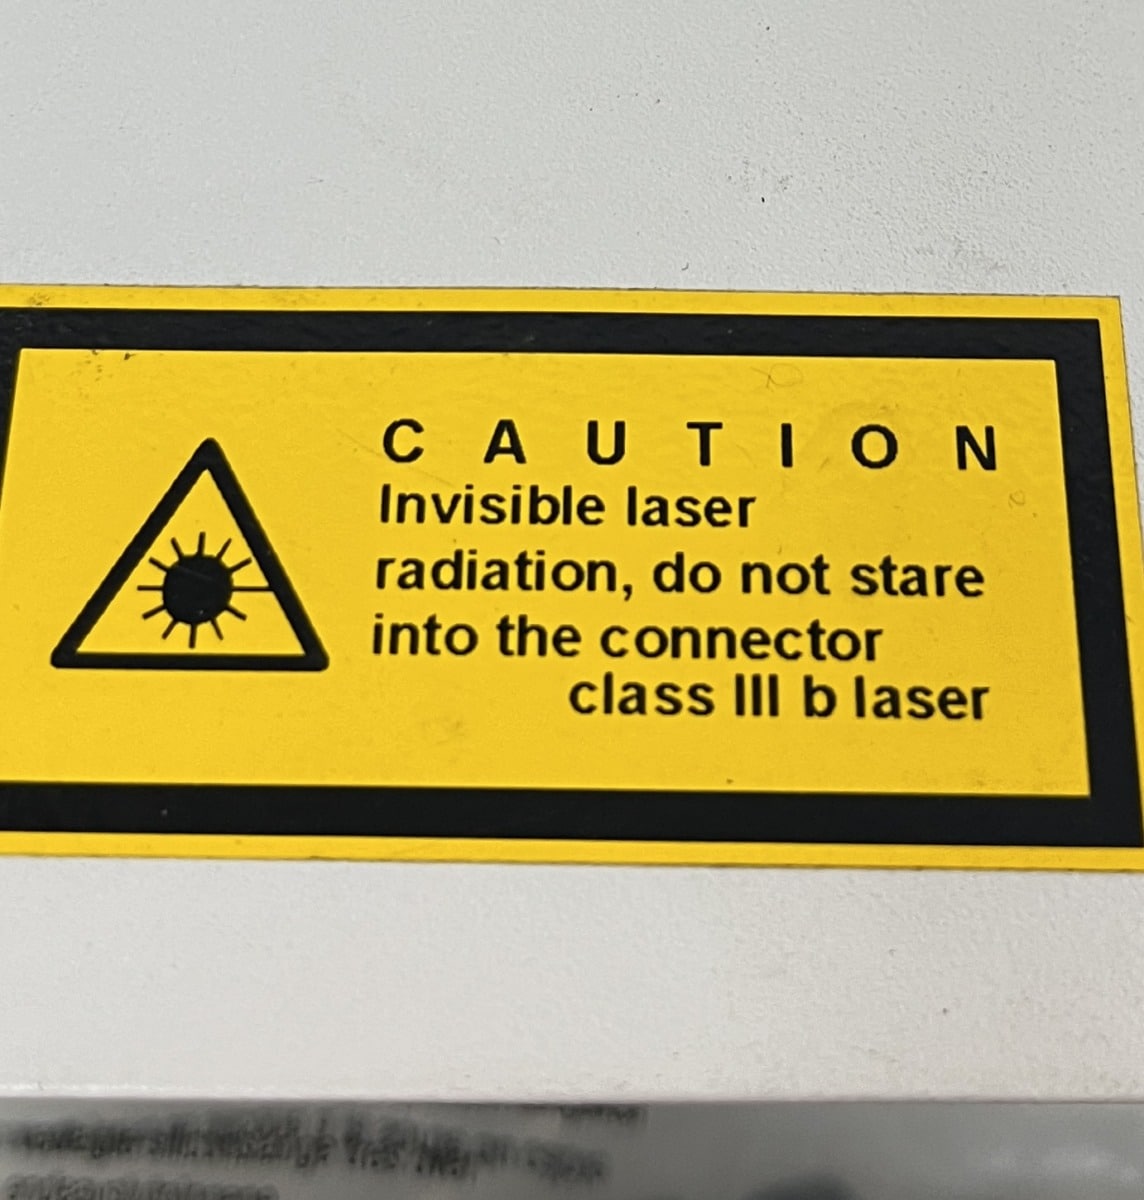 CAUTION
Invisible laser
radiation, do not stare
into the connector
class III b laser